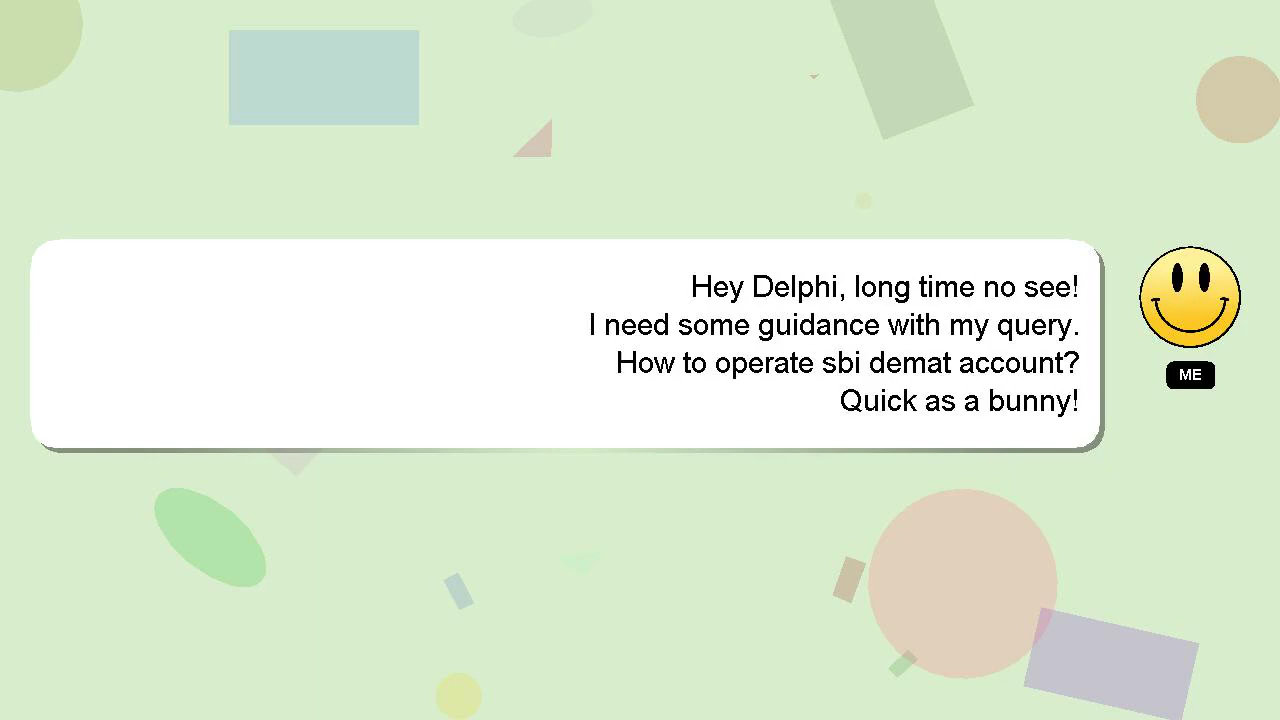 Hey Delphi, long time no see!
I need some guidance with my query.
How to operate sbi demat account?
Quick as a bunny!
ME